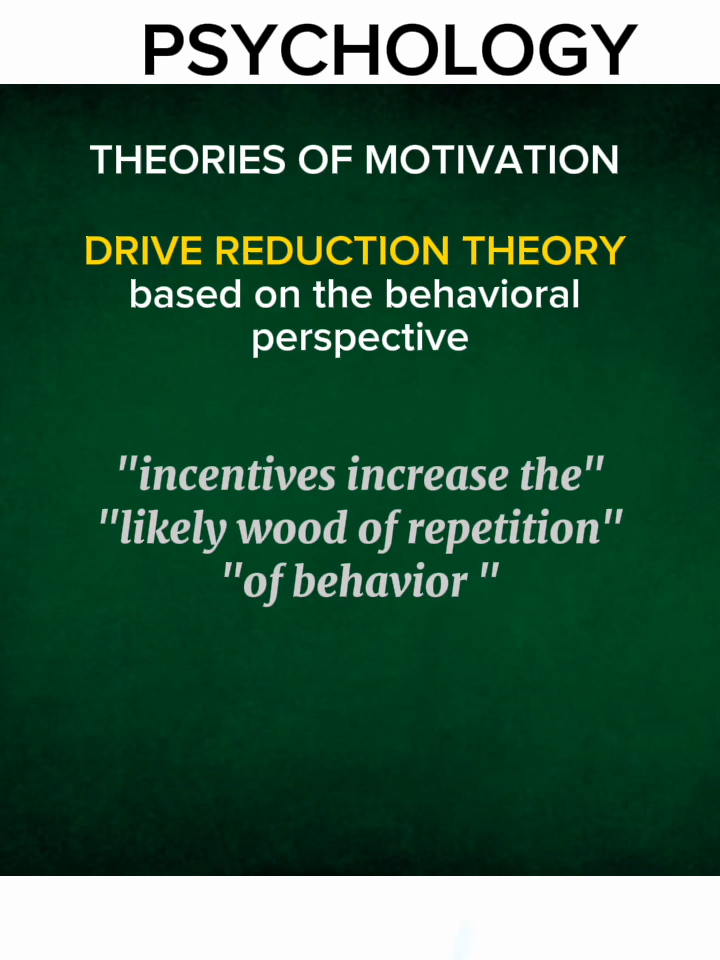 PSYCHOLOGY
THEORIES OF MOTIVATION
DRIVE REDUCTION THEORY
based on the behavioral
perspective
"incentives increase the"
"likely wood of repetition"
"of behavior "